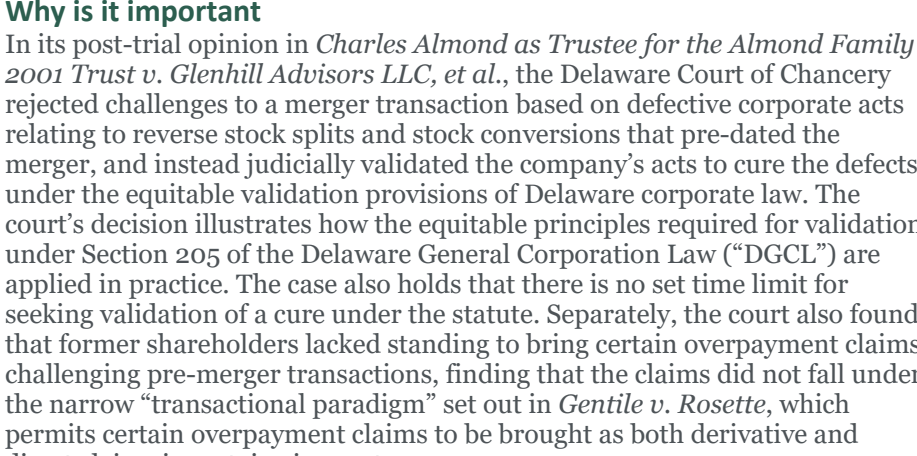 Why is it important
In its post-trial opinion in Charles Almond as Trustee for the Almond Family
2001 Trust v. Glenhill Advisors LLC, et al., the Delaware Court of Chancery
rejected challenges to a merger transaction based on defective corporate acts
relating to reverse stock splits and stock conversions that pre-dated the
merger, and instead judicially validated the company’s acts to cure the defects
under the equitable validation provisions of Delaware corporate law. The
court’s decision illustrates how the equitable principles required for validation
under Section 205 of the Delaware General Corporation Law (“DGCL”) are
applied in practice. The case also holds that there is no set time limit for
seeking validation of a cure under the statute. Separately, the court also found
that former shareholders lacked standing to bring certain overpayment claims
challenging pre-merger transactions, finding that the claims did not fall under
the narrow “transactional paradigm” set out in Gentile v. Rosette, which
permits certain overpayment claims to be brought as both derivative and